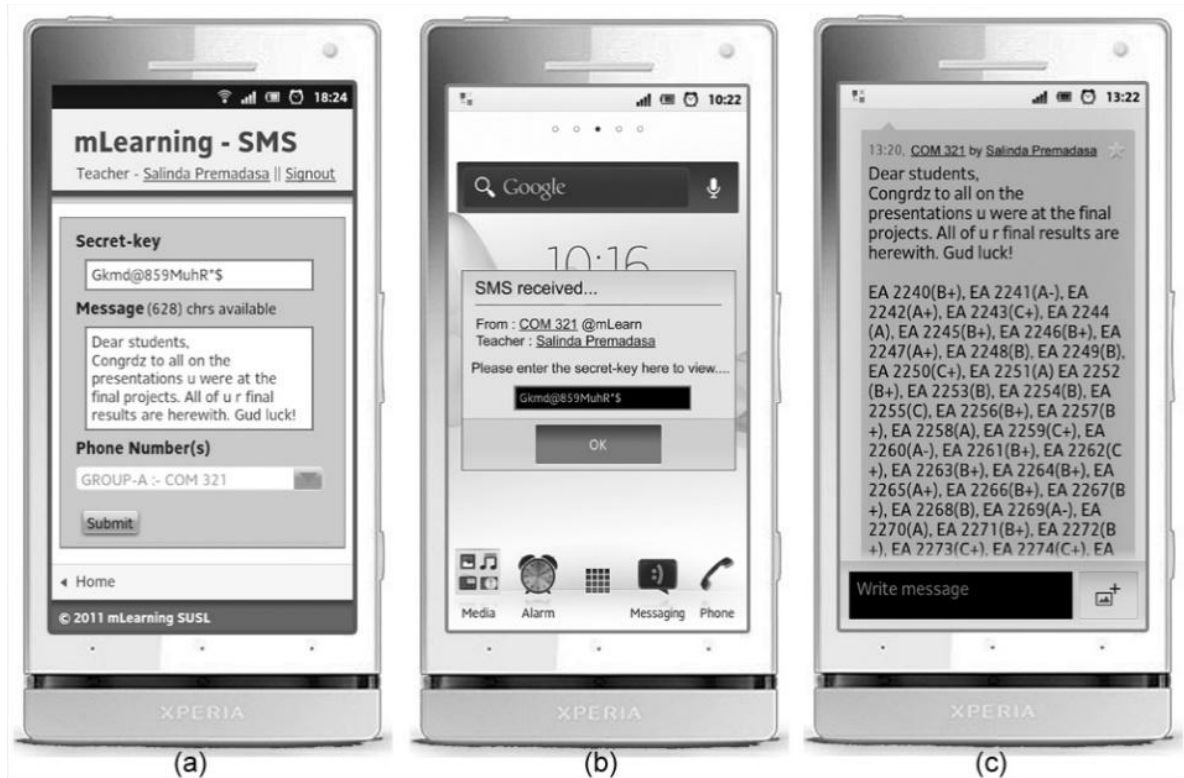 18:24
mLearning - SMS
Teacher - Salinda Premadasa || Signout
Secret-key
Gkmd@859MuhR*$
Message (628) chrs available
Dear students,
Congrdz to all on the
presentations u were at the
final projects. All of u r final
results are herewith. Gud luck!
Phone Number(s)
GROUP-A :- COM 321
Submit
Home
© 2011 mLearning SUSL
XPERIA
(a)
10:22
Google
10:16
SMS received...
From : COM 321 @mLearn
Teacher : Salinda Premadasa
Please enter the secret-key here to view....
Gkmd@859MuhR*$
OK
Media Alarm Messaging Phone
XPERIA
(b)
13:22
13:20, COM 321 by Salinda Premadasa
Dear students,
Congrdz to all on the
presentations u were at the final
projects. All of u r final results are
herewith. Gud luck!
EA 2240(B+), EA 2241(A-), EA
2242(A+), EA 2243(C+), EA 2244
(A), EA 2245(B+), EA 2246(B+), EA
2247(A+), EA 2248(B), EA 2249(B),
EA 2250(C+), EA 2251(A) EA 2252
(B+), EA 2253(B), EA 2254(B), EA
2255(C), EA 2256(B+), EA 2257(B
+), EA 2258(A), EA 2259(C+), EA
2260(A-), EA 2261(B+), EA 2262(C
+), EA 2263(B+), EA 2264(B+), EA
2265(A+), EA 2266(B+), EA 2267(B
+), EA 2268(B), EA 2269(A-), EA
2270(A), EA 2271(B+), EA 2272(B
+), EA 2273(C+), EA 2274(C+), EA
Write message
XPERIA
(c)